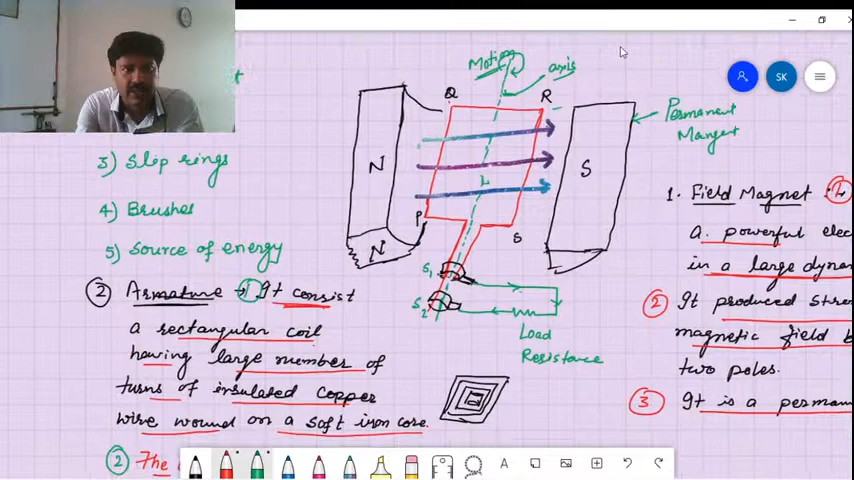 t
3) Slip rings
4) Brushes
5) Source of energy
② Armature → ① It consist
a rectangular coil
having large number of
turns of insulated copper
wire wound on a soft iron core.
② The
Motion
axis
Q
R
N
S
L
P
S
N
S1
S2
Load
Resistance
SK
Permanent
Mangert
1. Field Magnet :
a. powerful elec
in a large dynam
② It produced stron
magnetic field b
two poles.
③ It is a perman
A